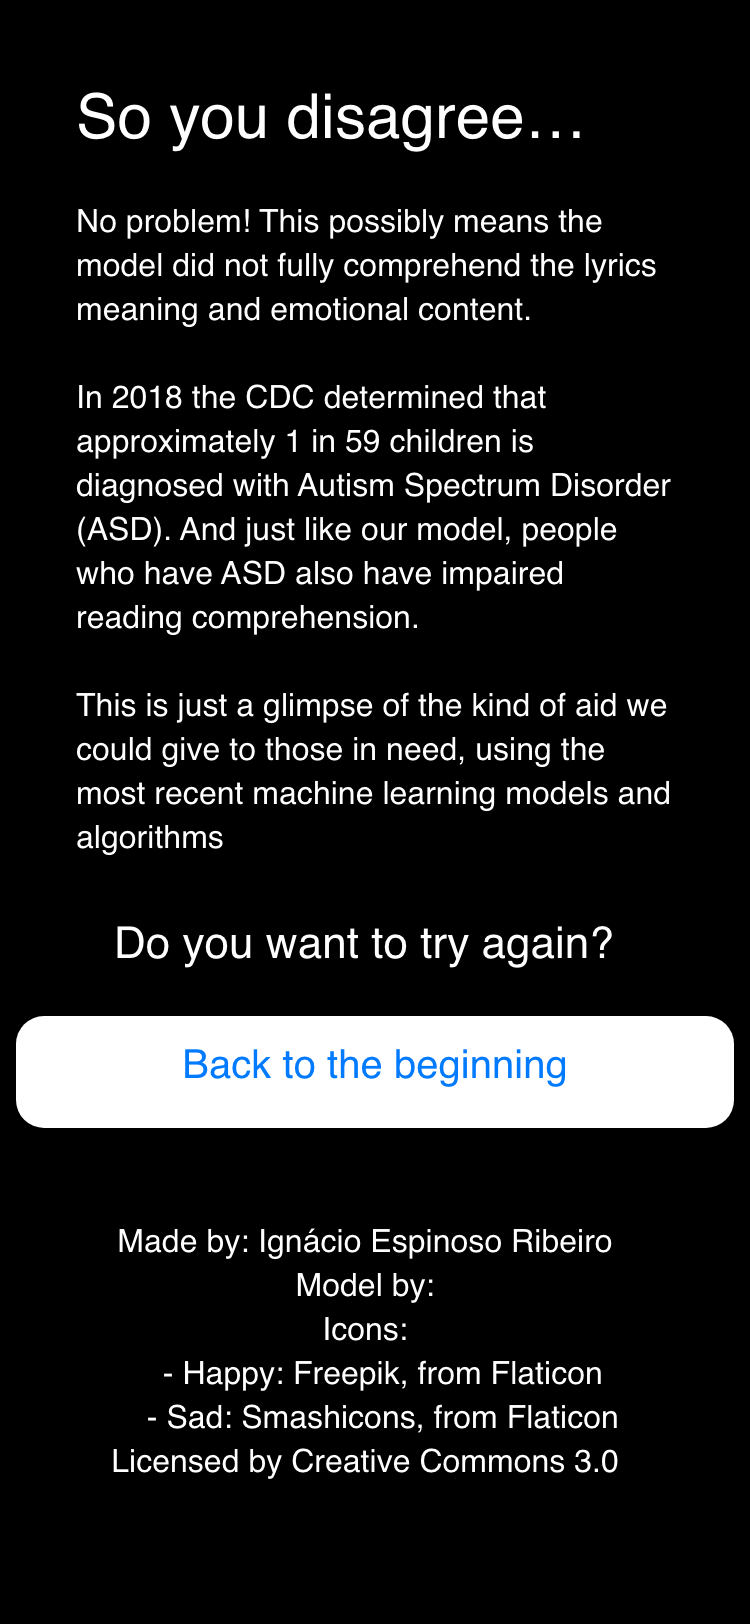 So you disagree...
No problem! This possibly means the
model did not fully comprehend the lyrics
meaning and emotional content.
In 2018 the CDC determined that
approximately 1 in 59 children is
diagnosed with Autism Spectrum Disorder
(ASD). And just like our model, people
who have ASD also have impaired
reading comprehension.
This is just a glimpse of the kind of aid we
could give to those in need, using the
most recent machine learning models and
algorithms
Do you want to try again?
Back to the beginning
Made by: Ignácio Espinoso Ribeiro
Model by:
Icons:
- Happy: Freepik, from Flaticon
- Sad: Smashicons, from Flaticon
Licensed by Creative Commons 3.0